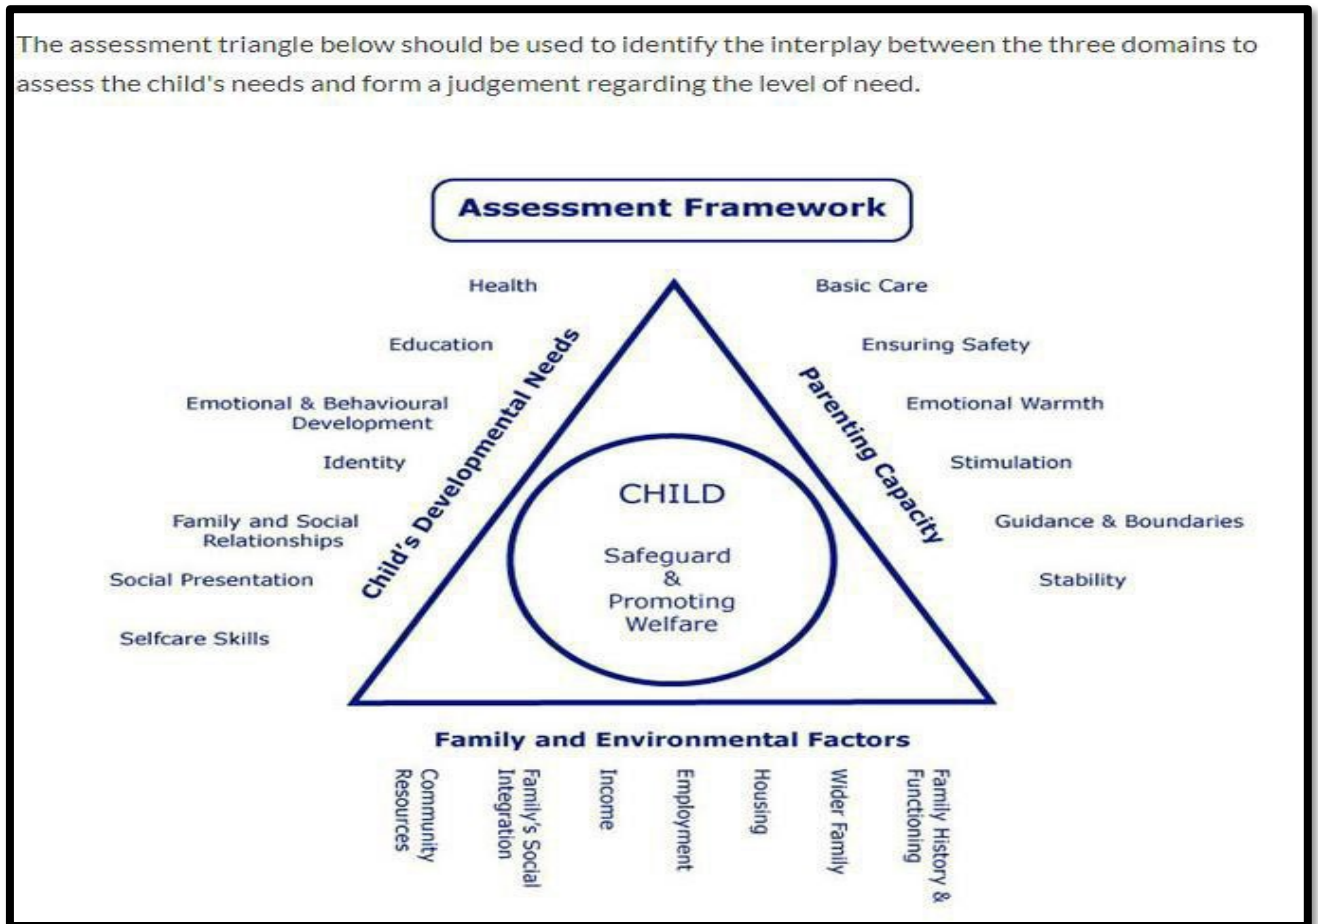 The assessment triangle below should be used to identify the interplay between the three domains to
assess the child's needs and form a judgement regarding the level of need.
Assessment Framework
Health
Education
Emotional & Behavioural
Development
Identity
Family and Social
Relationships
Social Presentation
Selfcare Skills
Child's Developmental Needs
Basic Care
Ensuring Safety
Emotional Warmth
Stimulation
Guidance & Boundaries
Stability
Parenting Capacity
CHILD
Safeguard
&
Promoting
Welfare
Family and Environmental Factors
Community
Resources
Family's Social
Integration
Income
Employment
Housing
Wider Family
Family History &
Functioning